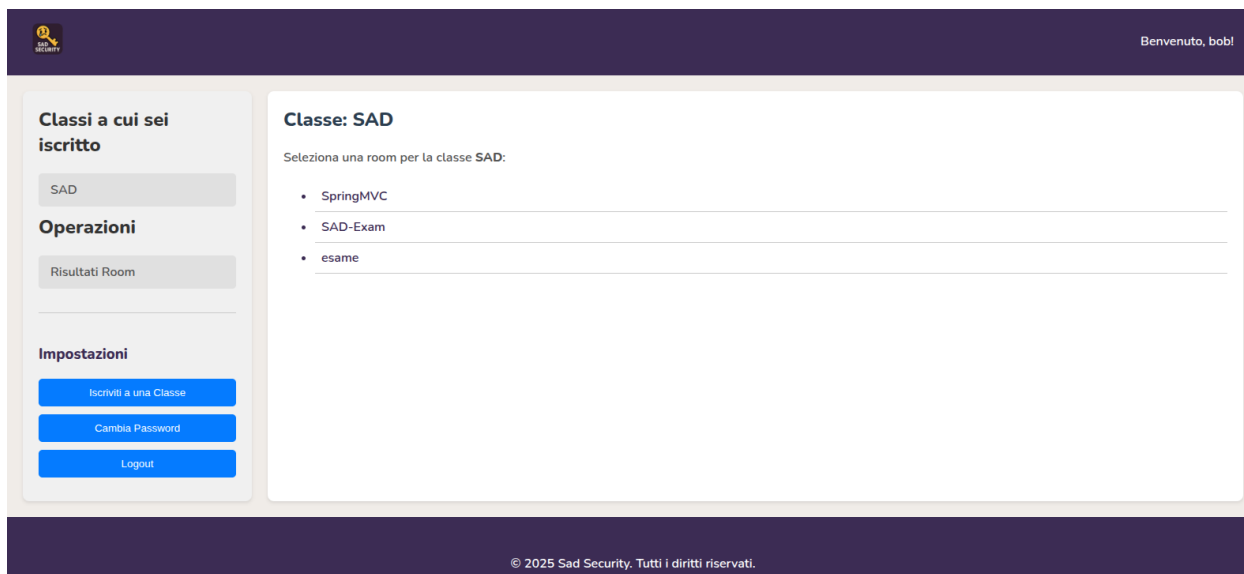 SAD
SECURITY
Benvenuto, bob!
Classi a cui sei
iscritto
SAD
Operazioni
Risultati Room
Impostazioni
Iscriviti a una Classe
Cambia Password
Logout
Classe: SAD
Seleziona una room per la classe SAD:
• SpringMVC
• SAD-Exam
• esame
© 2025 Sad Security. Tutti i diritti riservati.